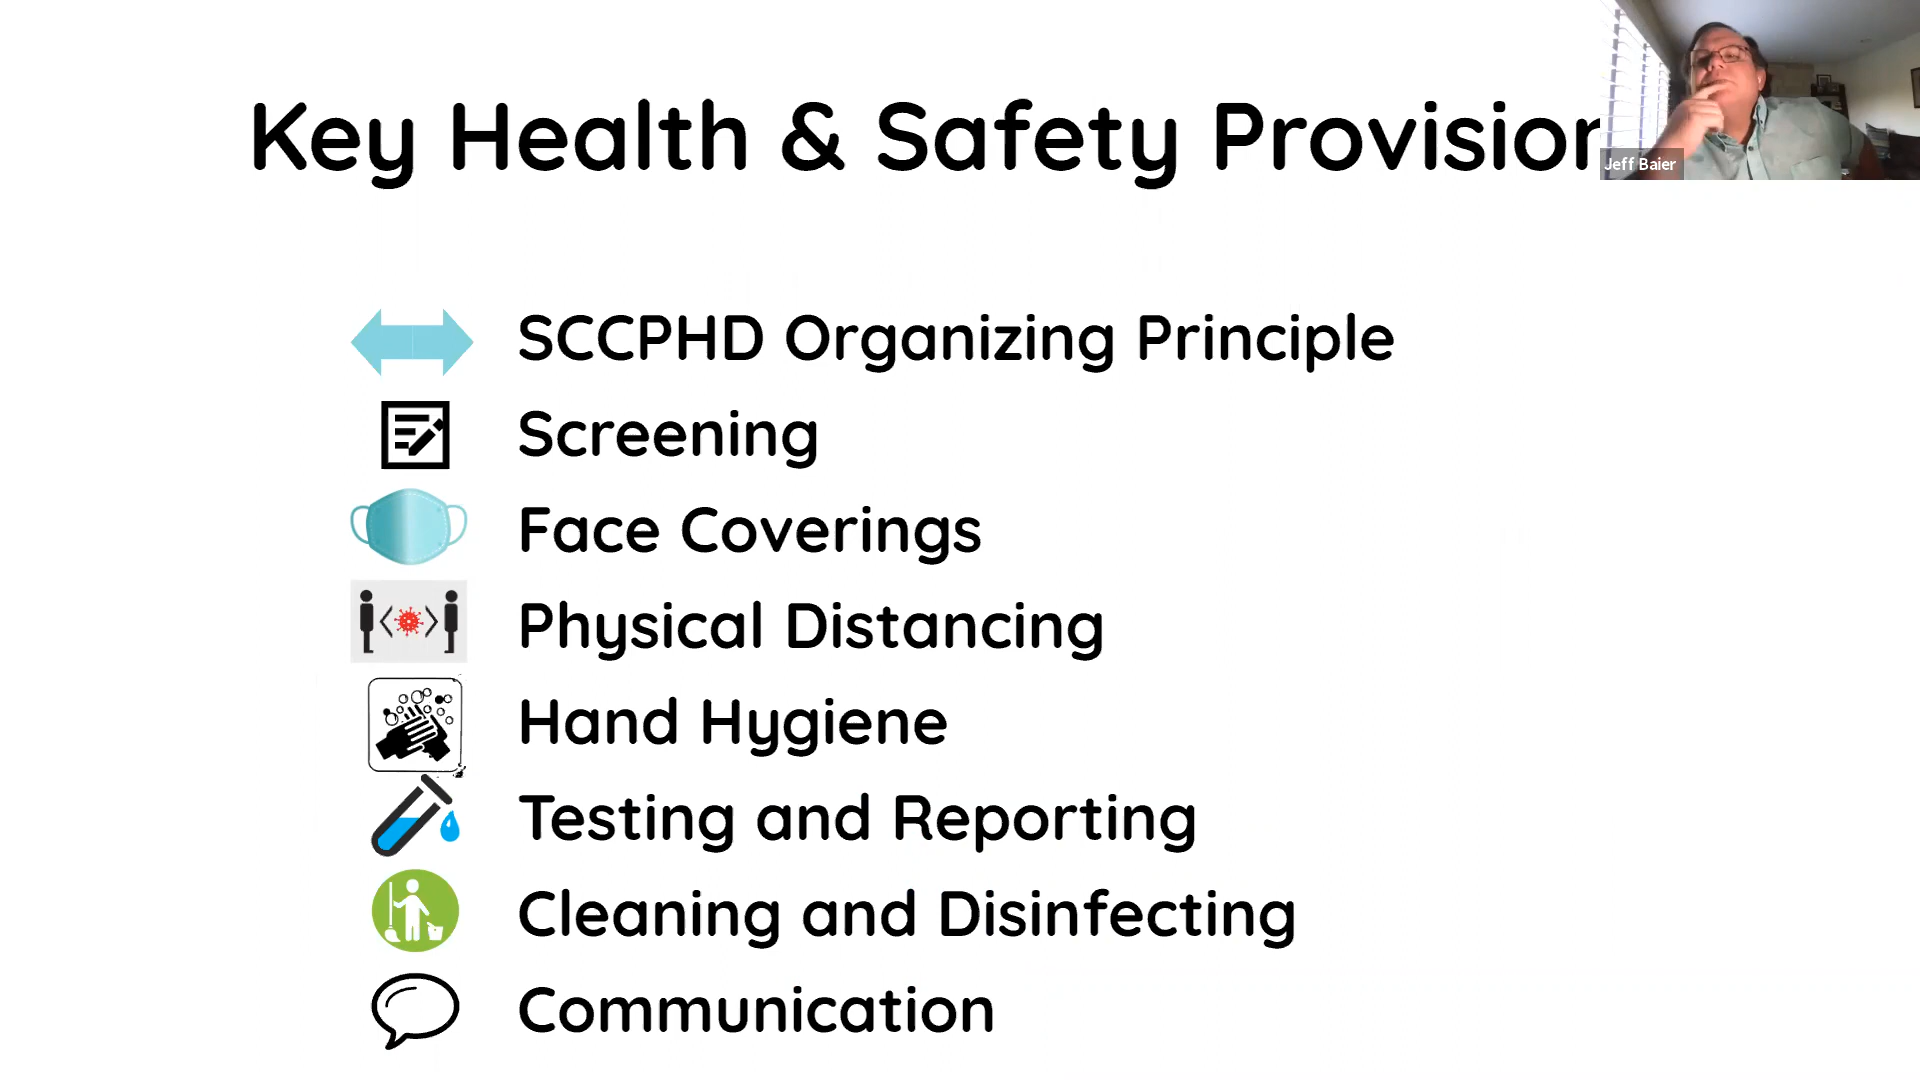 Key Health & Safety Provision
Jeff Baier
SCCPHD Organizing Principle
Screening
Face Coverings
Physical Distancing
Hand Hygiene
Testing and Reporting
Cleaning and Disinfecting
Communication